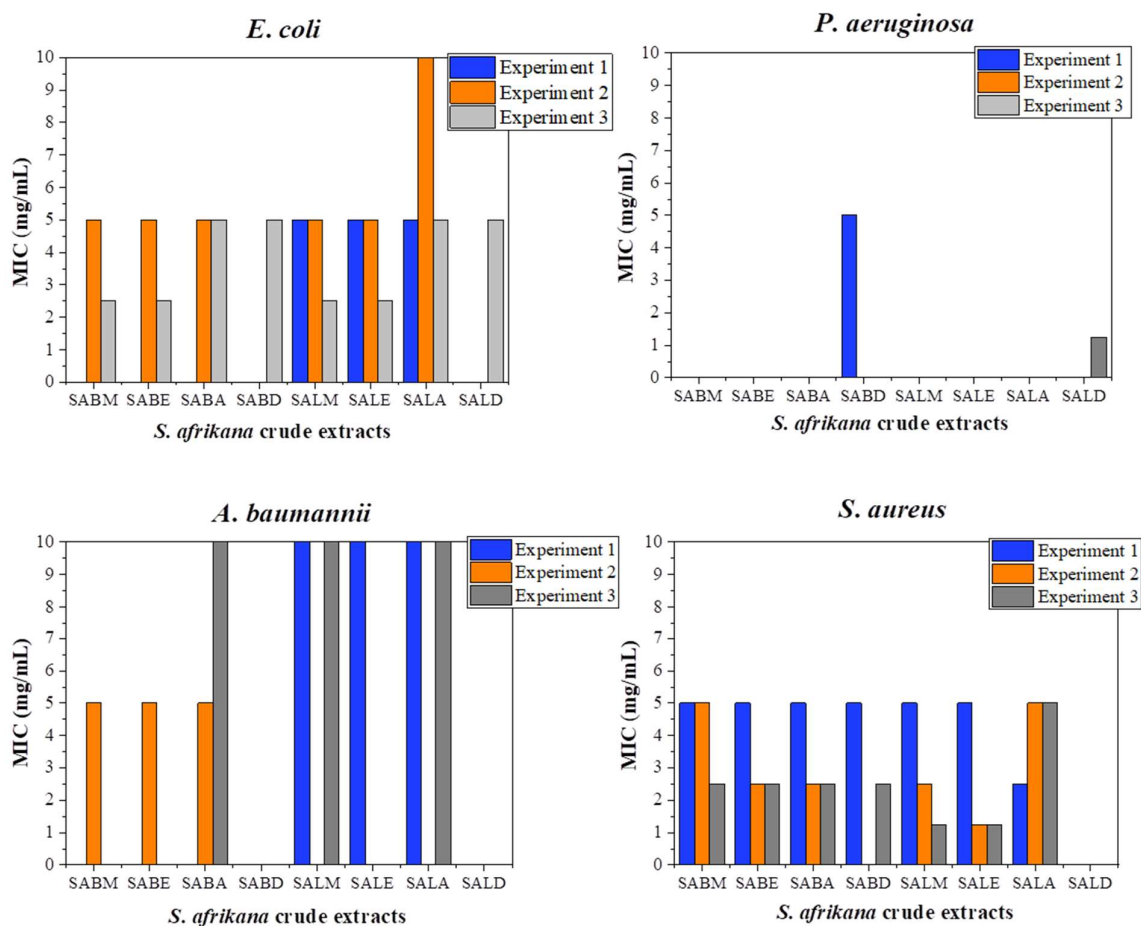 E. coli
Experiment 1
Experiment 2
Experiment 3
MIC (mg/mL)
10
9
8
7
6
5
4
3
2
1
0
SABM SABE SABA SABD SALM SALE SALA SALD
S. afrikana crude extracts
P. aeruginosa
Experiment 1
Experiment 2
Experiment 3
MIC (mg/mL)
10
9
8
7
6
5
4
3
2
1
0
SABM SABE SABA SABD SALM SALE SALA SALD
S. afrikana crude extracts
A. baumannii
Experiment 1
Experiment 2
Experiment 3
MIC (mg/mL)
10
9
8
7
6
5
4
3
2
1
0
SABM SABE SABA SABD SALM SALE SALA SALD
S. afrikana crude extracts
S. aureus
Experiment 1
Experiment 2
Experiment 3
MIC (mg/mL)
10
9
8
7
6
5
4
3
2
1
0
SABM SABE SABA SABD SALM SALE SALA SALD
S. afrikana crude extracts